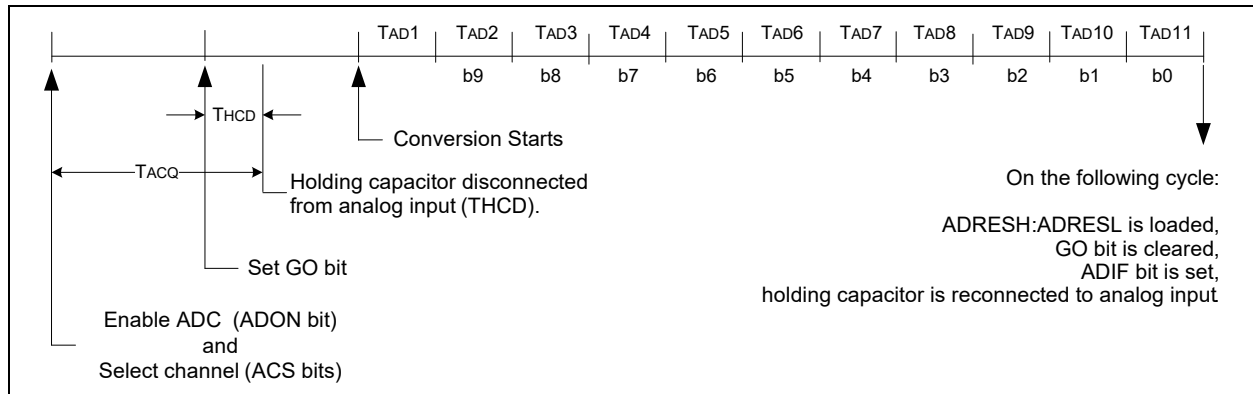 TAD1 TAD2 TAD3 TAD4 TAD5 TAD6 TAD7 TAD8 TAD9 TAD10 TAD11
b9 b8 b7 b6 b5 b4 b3 b2 b1 b0
THCD
Conversion Starts
TACQ
Holding capacitor disconnected
from analog input (THCD).
Set GO bit
Enable ADC (ADON bit)
and
Select channel (ACS bits)
On the following cycle:
ADRESH:ADRESL is loaded,
GO bit is cleared,
ADIF bit is set,
holding capacitor is reconnected to analog input